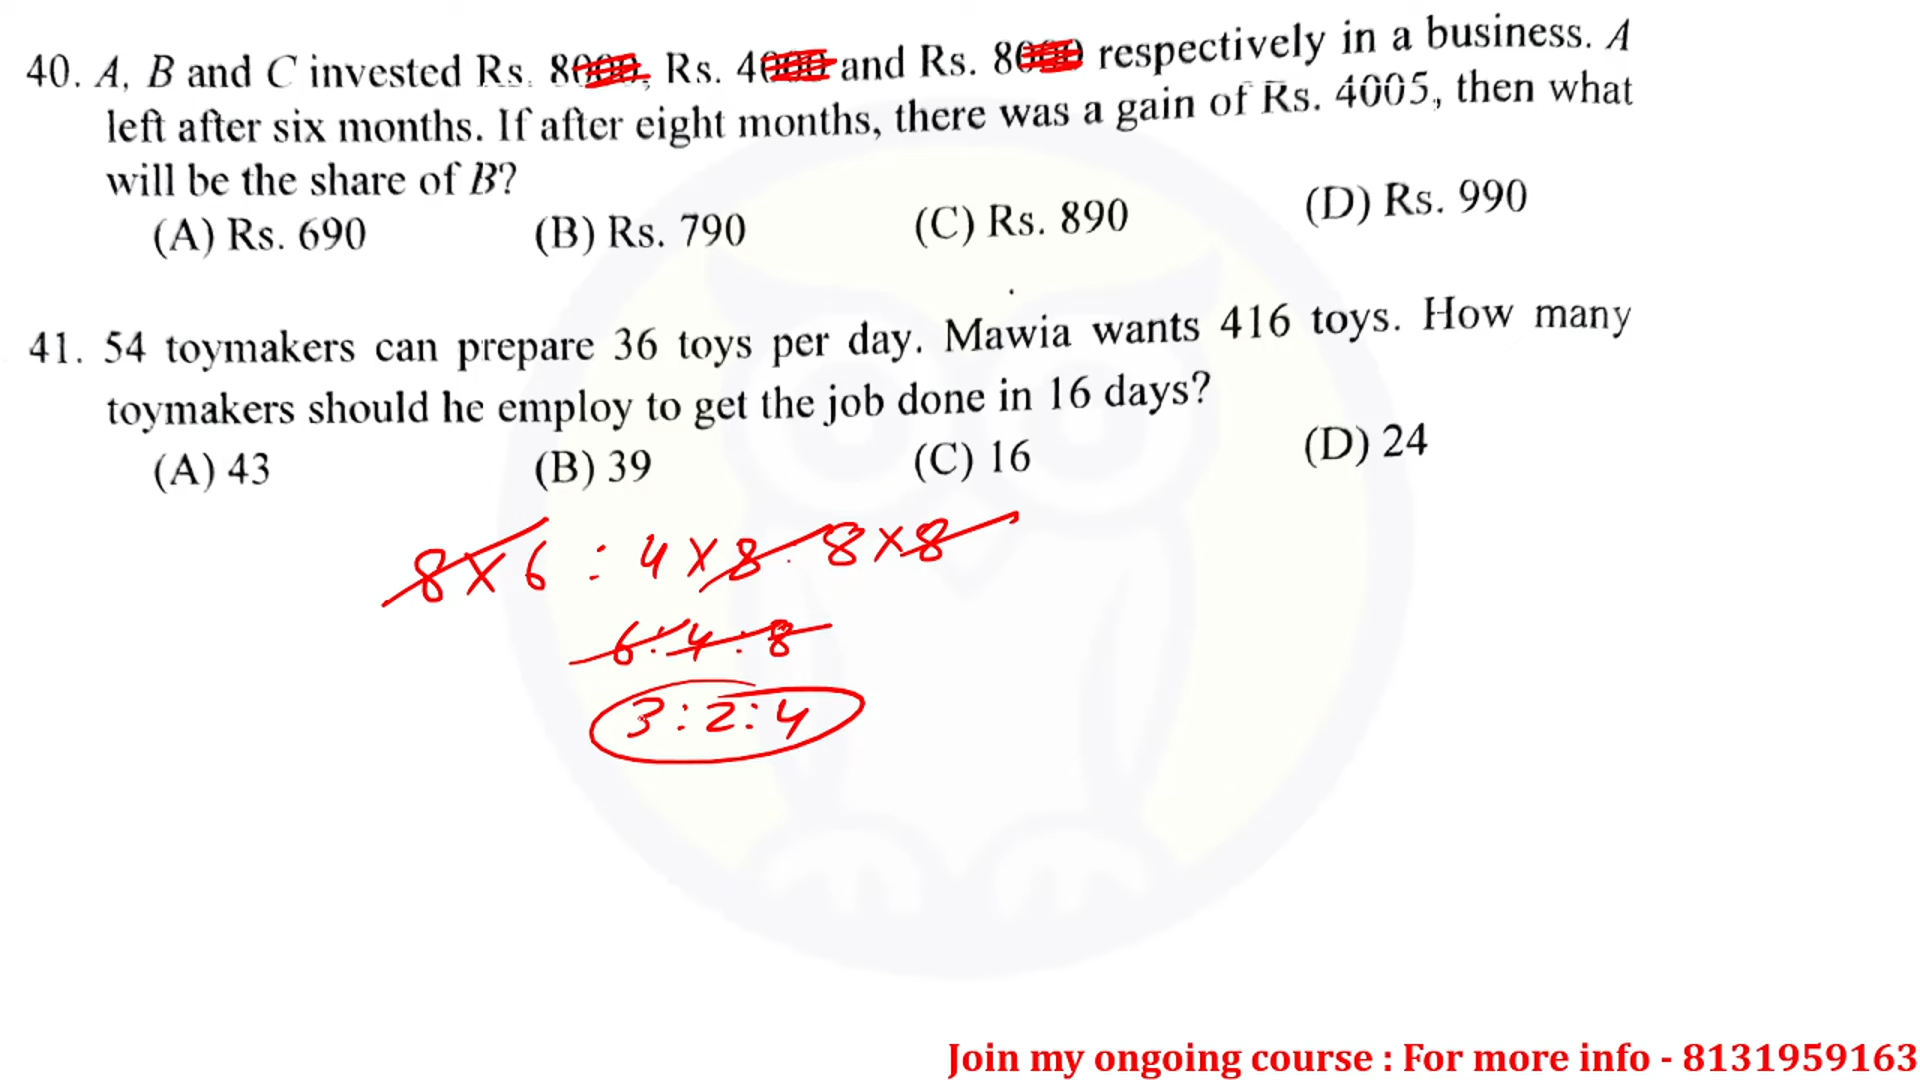 40. A, B and C invested Rs. 8000, Rs. 4000 and Rs. 8000 respectively in a business. A
left after six months. If after eight months, there was a gain of Rs. 4005, then what
will be the share of B?
(A) Rs. 690 (B) Rs. 790 (C) Rs. 890 (D) Rs. 990
41. 54 toymakers can prepare 36 toys per day. Mawia wants 416 toys. How many
toymakers should he employ to get the job done in 16 days?
(A) 43 (B) 39 (C) 16 (D) 24
8 × 6 : 4 × 8 : 8 × 8
6 : 4 : 8
3 : 2 : 4
Join my ongoing course : For more info - 8131959163